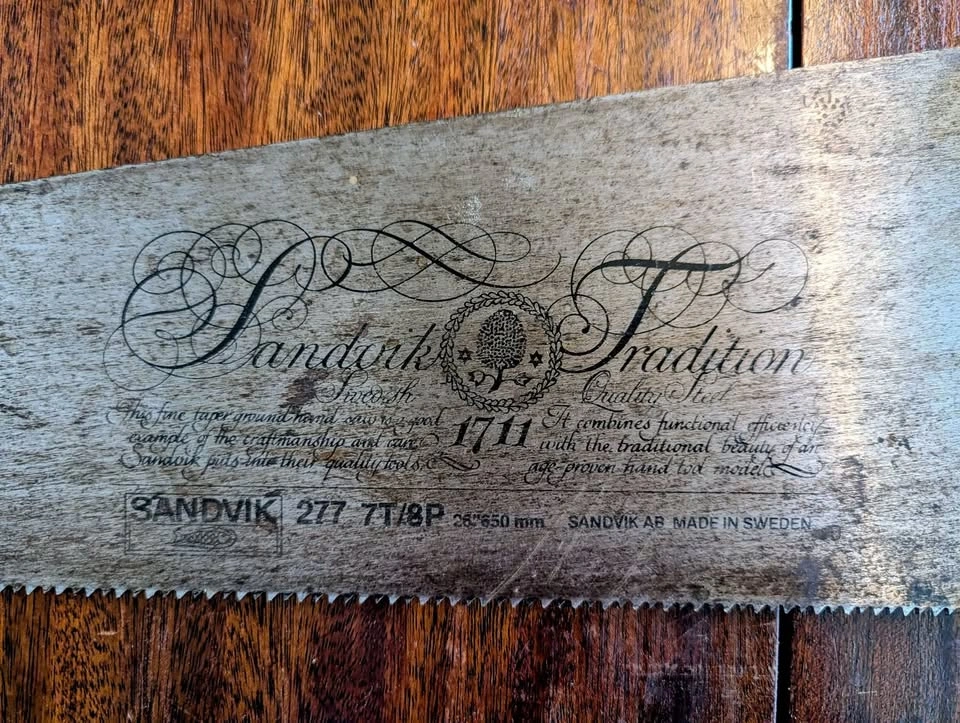 Sandvik Tradition
Swedish Quality Steel
1711
This fine taper ground hand saw is a good
example of the craftmanship and care
Sandvik puts into their quality tools.
It combines functional efficiency
with the traditional beauty of an
age-proven hand tool model
SANDVIK 277 7T/8P 26"650 mm SANDVIK AB MADE IN SWEDEN